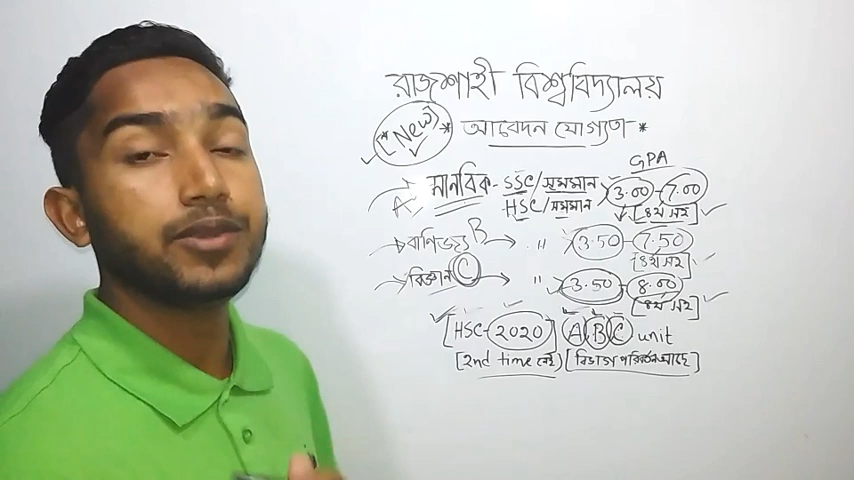 রাজশাহী বিশ্ববিদ্যালয়
(*New* আবেদন যোগ্যতা *
GPA
A মানবিক - SSC/সমমান 3.00 - 7.00
HSC/সমমান [৪র্থ সহ]
বাণিজ্য B → " 3.50 - 7.50
[৪র্থ সহ]
বিজ্ঞান C → " 3.50 - 8.00
[৪র্থ সহ]
[HSC-2020] A B C unit
[2nd time নেই] [বিভাগ পরিবর্তন আছে]